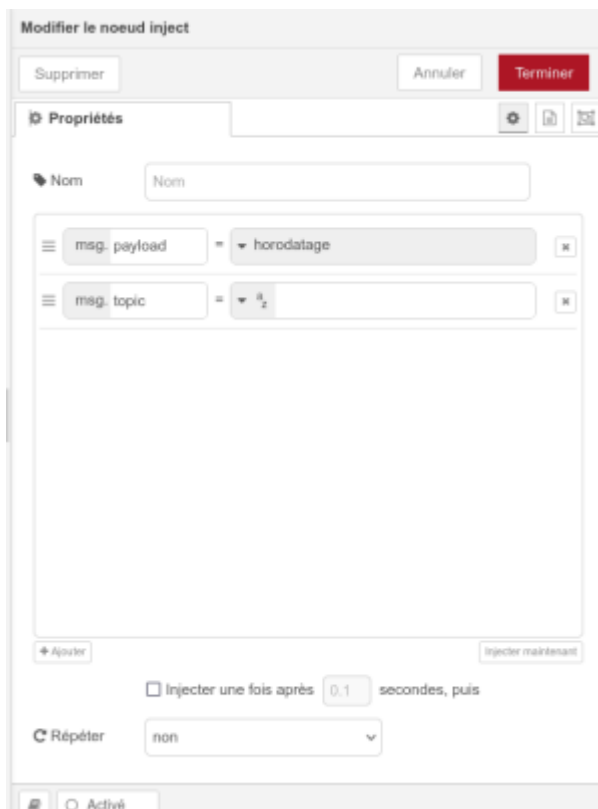 Modifier le noeud inject
Supprimer Annuler Terminer
Propriétés
Nom Nom
msg. payload = horodatage
msg. topic = a z
Ajouter Injecter maintenant
Injecter une fois après 0.1 secondes, puis
Répéter non
Activé